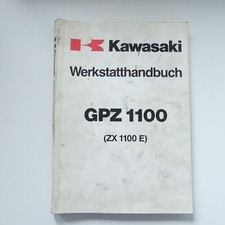 Kawasaki
Werkstatthandbuch
GPZ 1100
(ZX 1100 E)